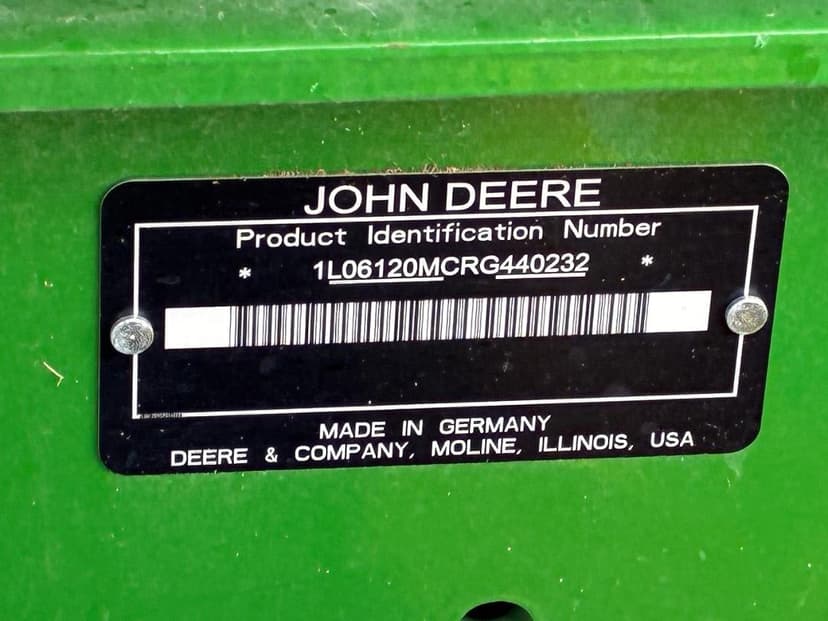 JOHN DEERE
Product Identification Number
* 1L06120MCRG440232 *
MADE IN GERMANY
DEERE & COMPANY, MOLINE, ILLINOIS, USA